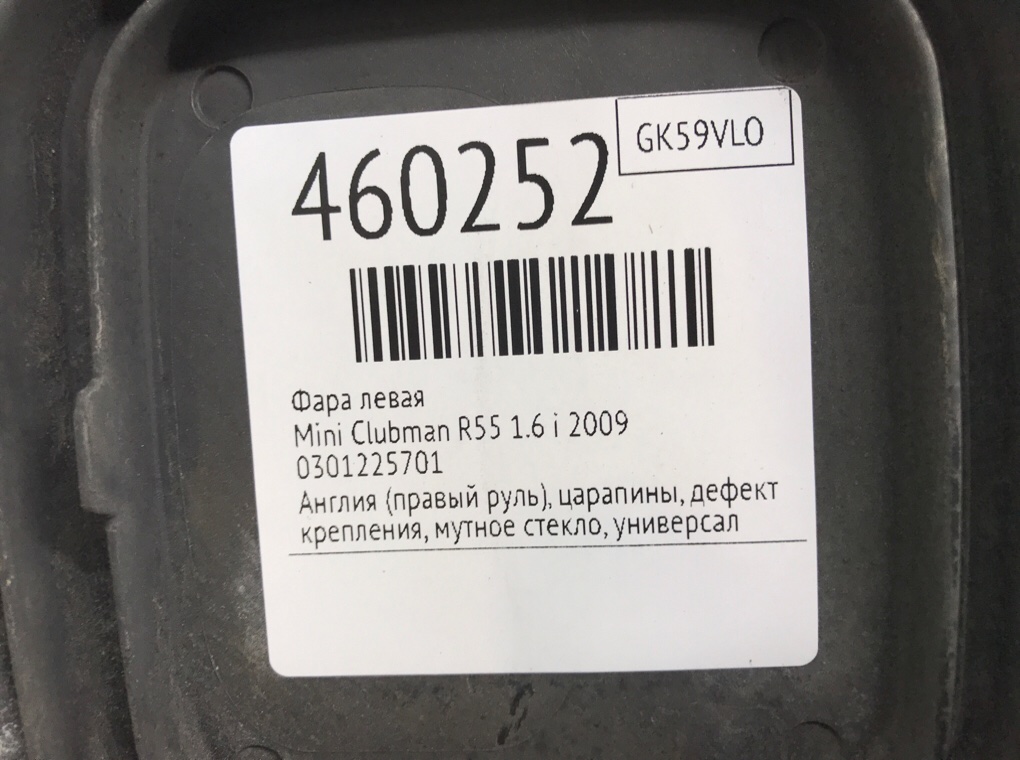 460252
GK59VLO
Фара левая
Mini Clubman R55 1.6 i 2009
0301225701
Англия (правый руль), царапины, дефект
крепления, мутное стекло, универсал